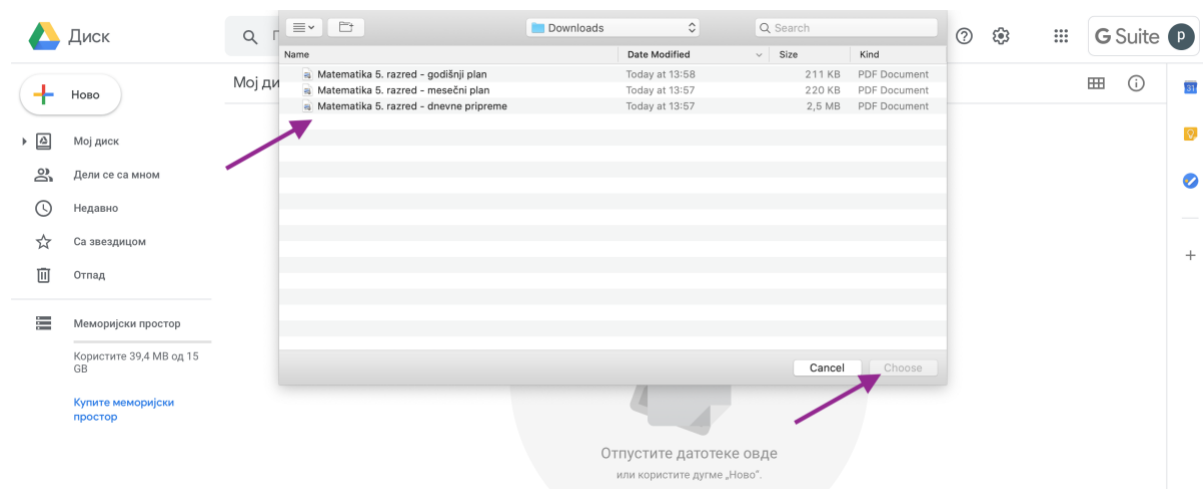 Диск
Downloads
Search
G Suite
p
Name
Date Modified
Size
Kind
Ново
Мој ди
Matematika 5. razred - godišnji plan
Today at 13:58
211 KB
PDF Document
Matematika 5. razred - mesečni plan
Today at 13:57
220 KB
PDF Document
Matematika 5. razred - dnevne pripreme
Today at 13:57
2,5 MB
PDF Document
31
Мој диск
Дели се са мном
Недавно
Са звездицом
Отпад
Меморијски простор
Користите 39,4 MB од 15
GB
Купите меморијски
простор
Cancel
Choose
Отпустите датотеке овде
или користите дугме „Ново“.